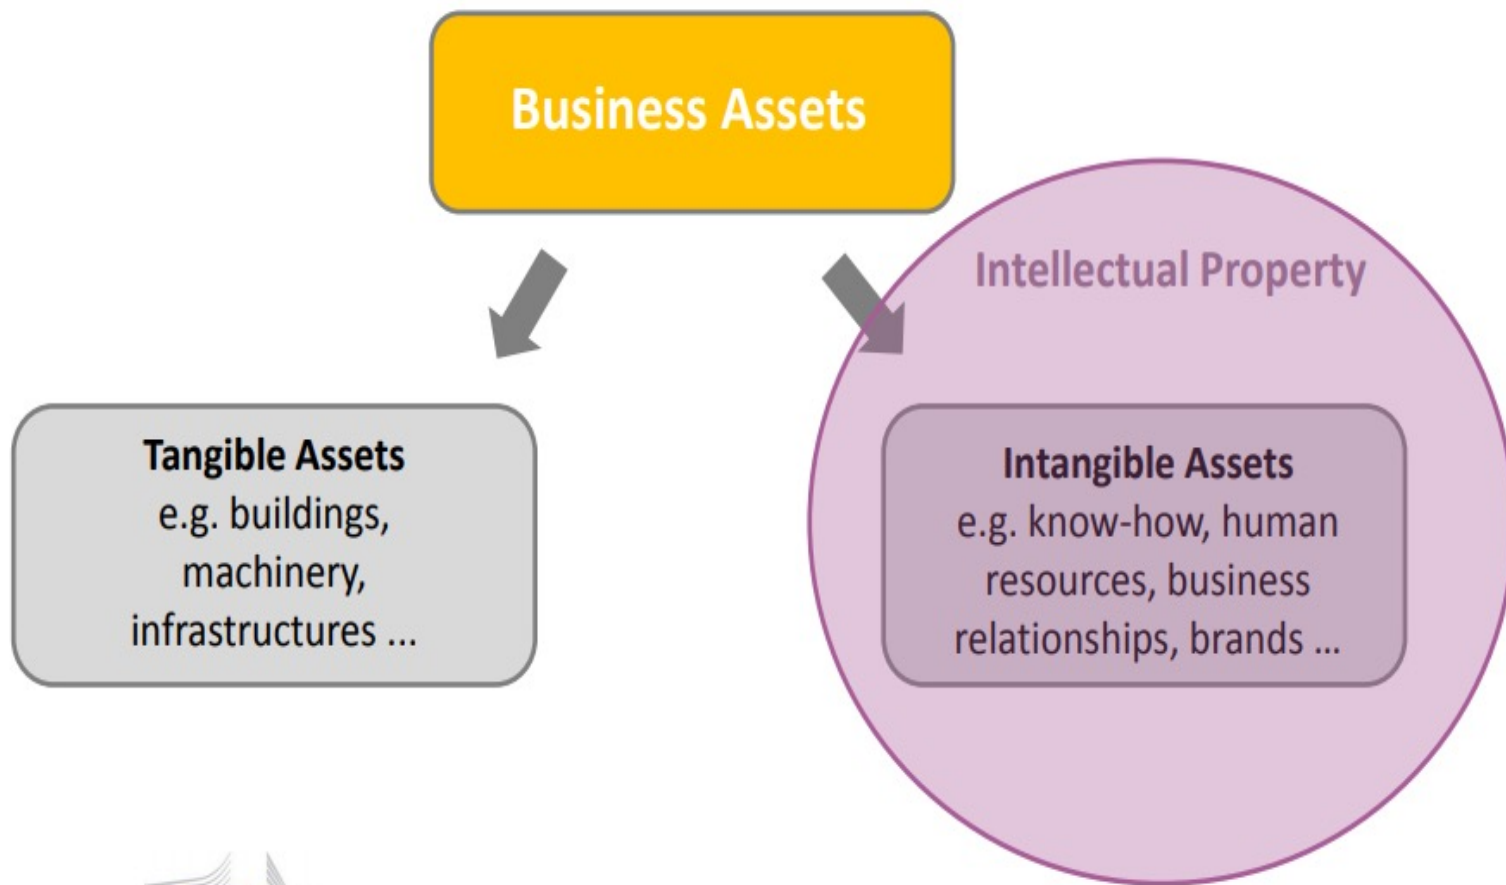 Business Assets
Intellectual Property
Tangible Assets
e.g. buildings,
machinery,
infrastructures ...
Intangible Assets
e.g. know-how, human
resources, business
relationships, brands ...